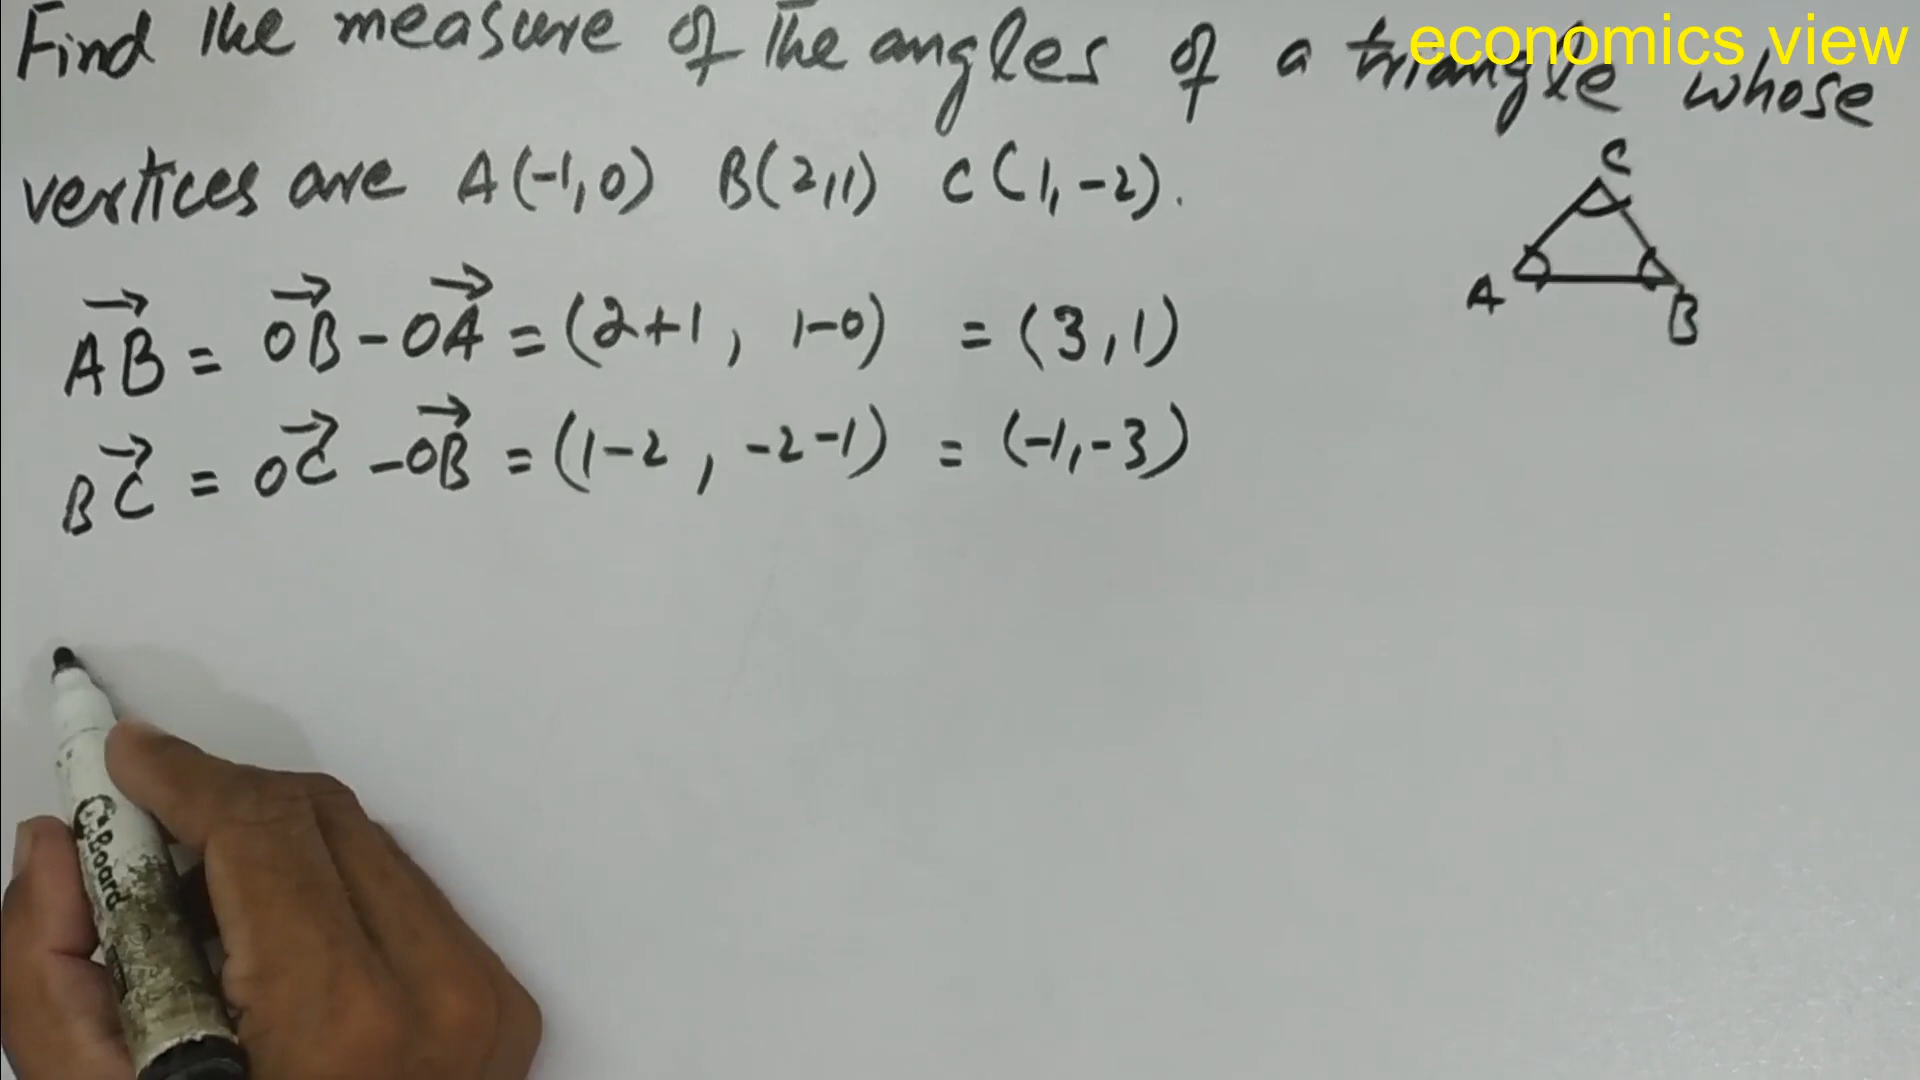 economics view
Find the measure of the angles of a triangle whose
vertices are A(-1,0) B(2,1) C(1,-2).
C
A
B
→AB = →OB - →OA = (2+1, 1-0) = (3,1)
→BC = →OC - →OB = (1-2, -2-1) = (-1,-3)
Board